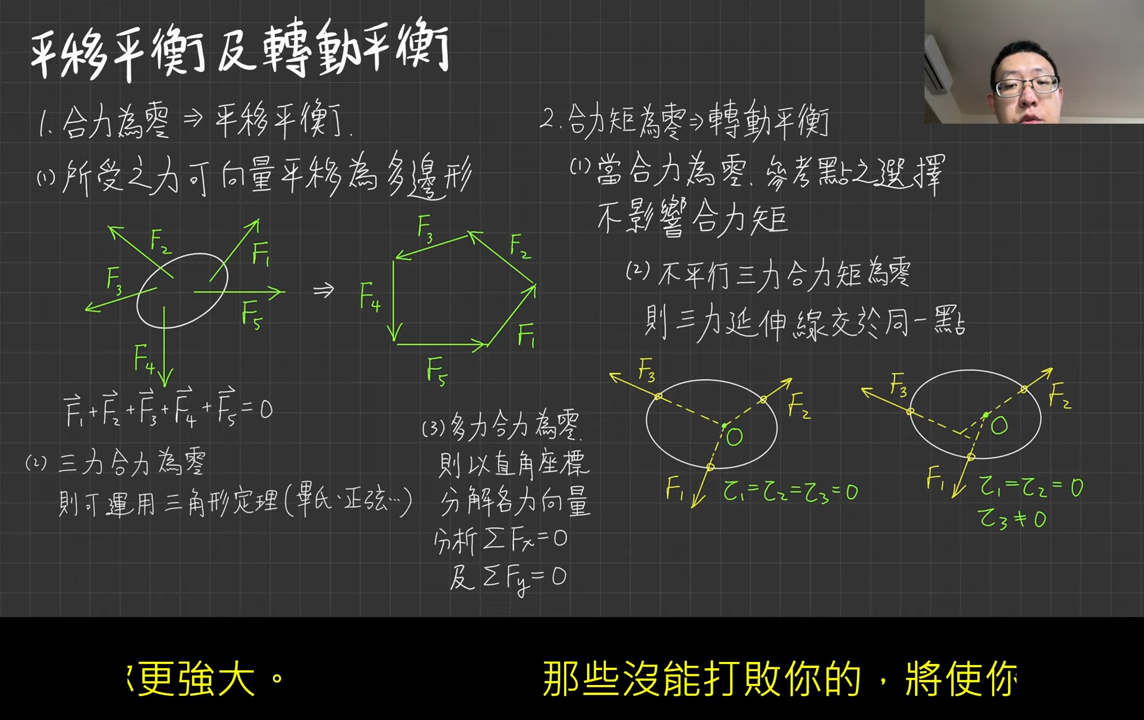 平移平衡及轉動平衡
1. 合力為零 ⇒ 平移平衡.
(1) 所受之力可向量平移為多邊形
F₂
F₁
F₃
F₅
F₄
⇒
F₃
F₂
F₄
F₁
F₅
F⃗₁+F⃗₂+F⃗₃+F⃗₄+F⃗₅=0
(2) 三力合力為零
則可運用三角形定理(畢氏、正弦…)
(3) 多力合力為零.
則以直角座標
分解各力向量
分析 ΣFx=0
及 ΣFy=0
2. 合力矩為零⇒轉動平衡
(1) 當合力為零.參考點之選擇
不影響合力矩
(2) 不平行三力合力矩為零
則三力延伸線交於同一點
F₃
F₂
O
F₁
τ₁=τ₂=τ₃=0
F₃
F₂
O
F₁
τ₁=τ₂=0
τ₃≠0
更強大。 那些沒能打敗你的，將使你